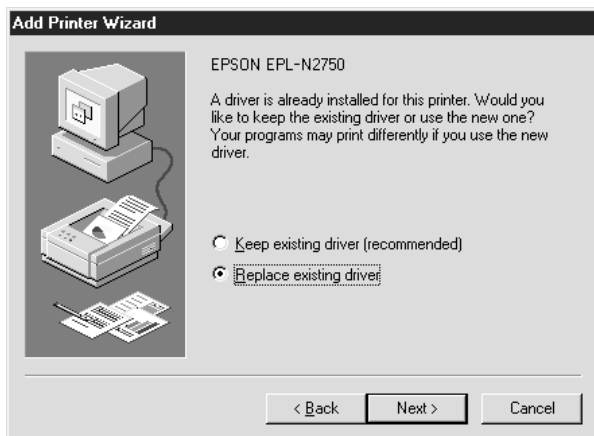 Add Printer Wizard
EPSON EPL-N2750
A driver is already installed for this printer. Would you
like to keep the existing driver or use the new one?
Your programs may print differently if you use the new
driver.
Keep existing driver (recommended)
Replace existing driver
< Back
Next >
Cancel